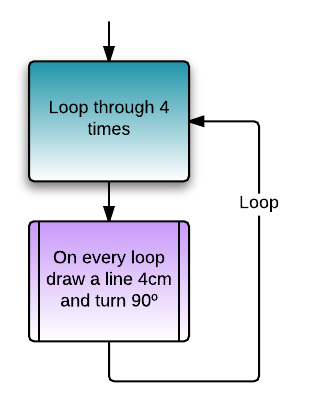 Loop through 4
times
Loop
On every loop
draw a line 4cm
and turn 90º